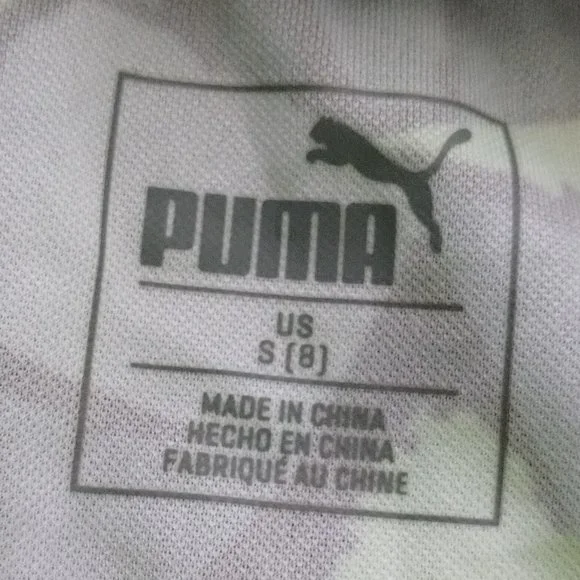 PUMA
US
S (8)
MADE IN CHINA
HECHO EN CHINA
FABRIQUÉ AU CHINE